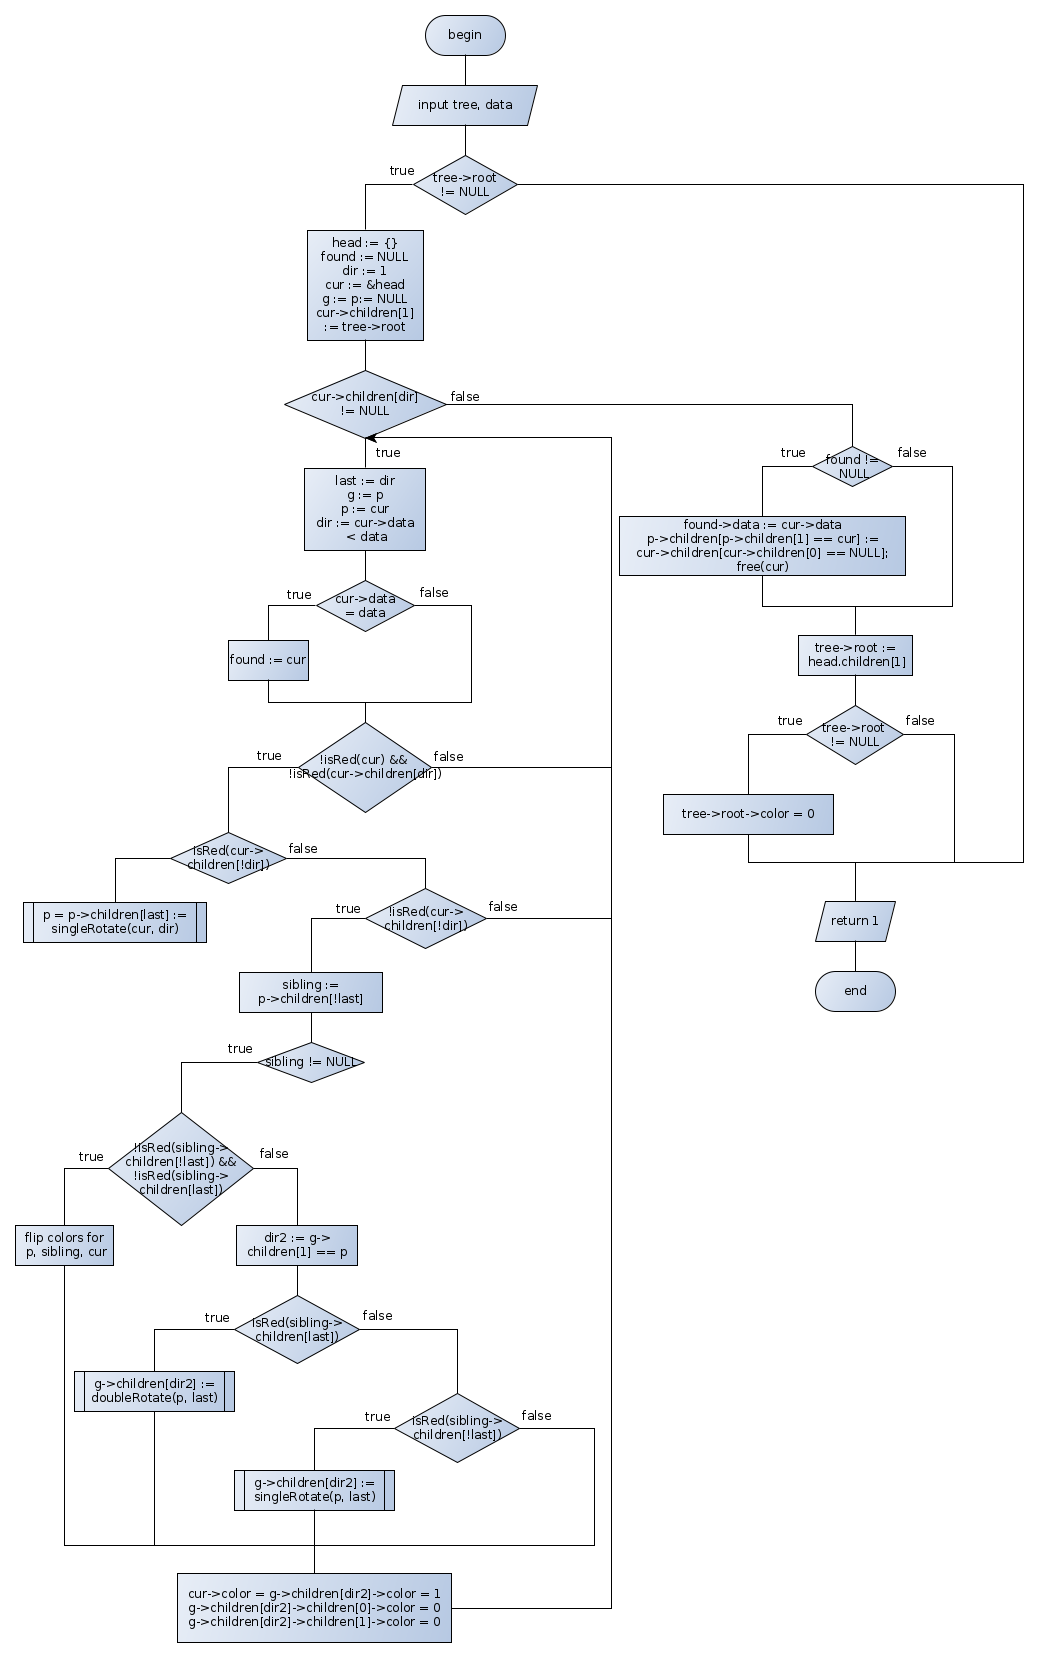 begin
input tree, data
true
tree->root
!= NULL
head := {}
found := NULL
dir := 1
cur := &head
g := p:= NULL
cur->children[1]
:= tree->root
cur->children[dir]
!= NULL
false
true
last := dir
g := p
p := cur
dir := cur->data
< data
true
cur->data
= data
false
found := cur
true
!isRed(cur) &&
!isRed(cur->children[dir])
false
isRed(cur->
children[!dir])
false
p = p->children[last] :=
singleRotate(cur, dir)
true
!isRed(cur->
children[!dir])
false
sibling :=
p->children[!last]
true
sibling != NULL
true
!isRed(sibling->
children[!last]) &&
!isRed(sibling->
children[last])
false
flip colors for
p, sibling, cur
dir2 := g->
children[1] == p
true
isRed(sibling->
children[last])
false
g->children[dir2] :=
doubleRotate(p, last)
true
isRed(sibling->
children[!last])
false
g->children[dir2] :=
singleRotate(p, last)
cur->color = g->children[dir2]->color = 1
g->children[dir2]->children[0]->color = 0
g->children[dir2]->children[1]->color = 0
true
found !=
NULL
false
found->data := cur->data
p->children[p->children[1] == cur] :=
cur->children[cur->children[0] == NULL];
free(cur)
tree->root :=
head.children[1]
true
tree->root
!= NULL
false
tree->root->color = 0
return 1
end